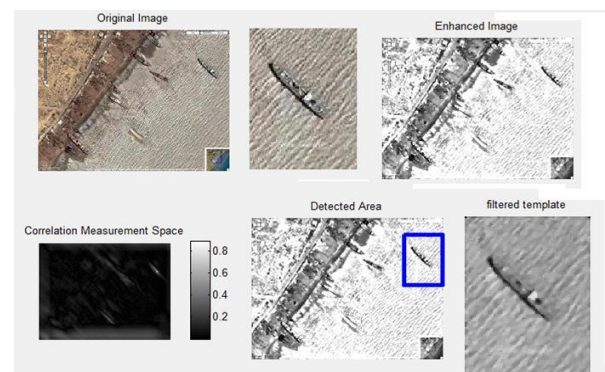 Original Image
Enhanced Image
Detected Area
filtered template
Correlation Measurement Space
0.8
0.6
0.4
0.2